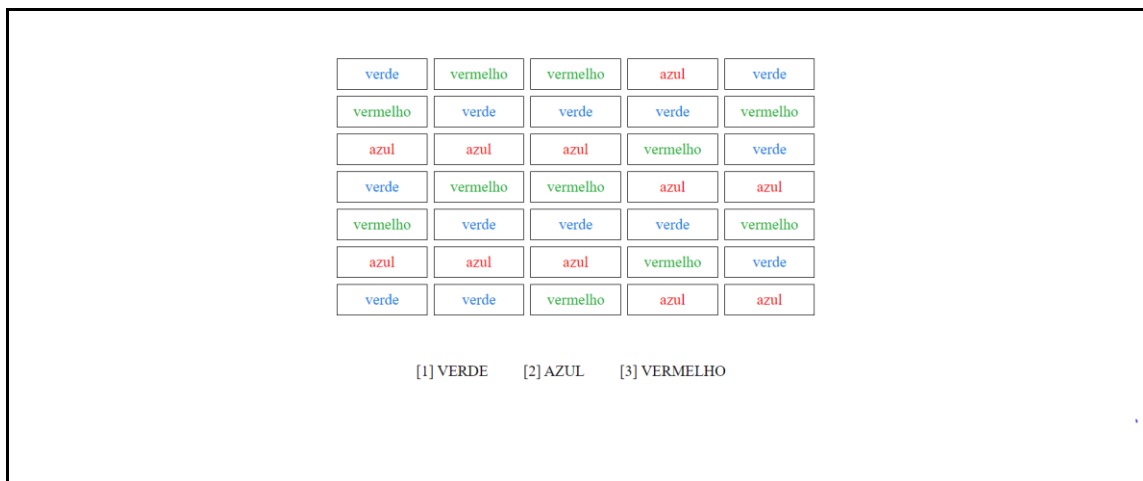 verde vermelho vermelho azul verde
vermelho verde verde verde vermelho
azul azul azul vermelho verde
verde vermelho vermelho azul azul
vermelho verde verde verde vermelho
azul azul azul vermelho verde
verde verde vermelho azul azul
[1] VERDE [2] AZUL [3] VERMELHO